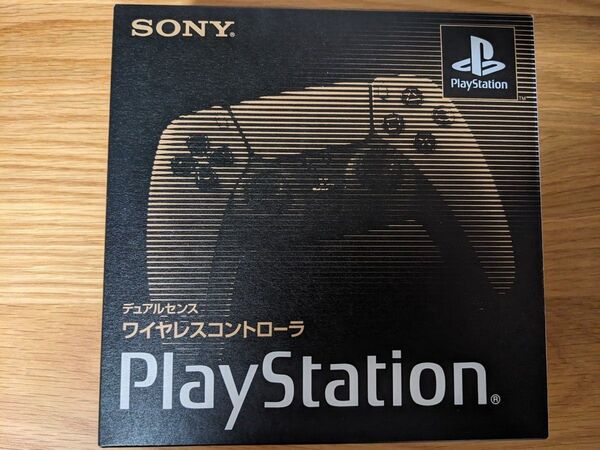 SONY®
PlayStation™
デュアルセンス
ワイヤレスコントローラ
PlayStation®